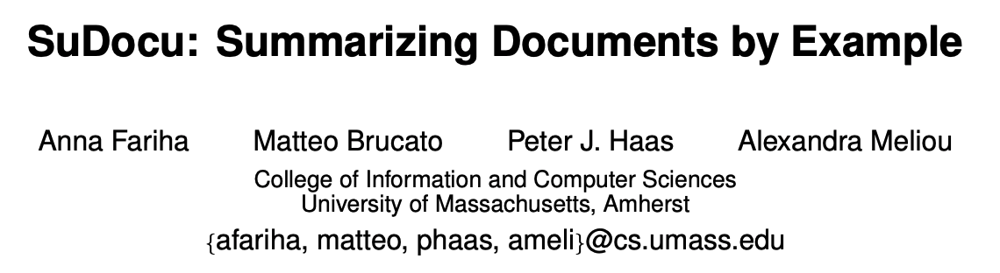 SuDocu: Summarizing Documents by Example
Anna Fariha Matteo Brucato Peter J. Haas Alexandra Meliou
College of Information and Computer Sciences
University of Massachusetts, Amherst
{afariha, matteo, phaas, ameli}@cs.umass.edu